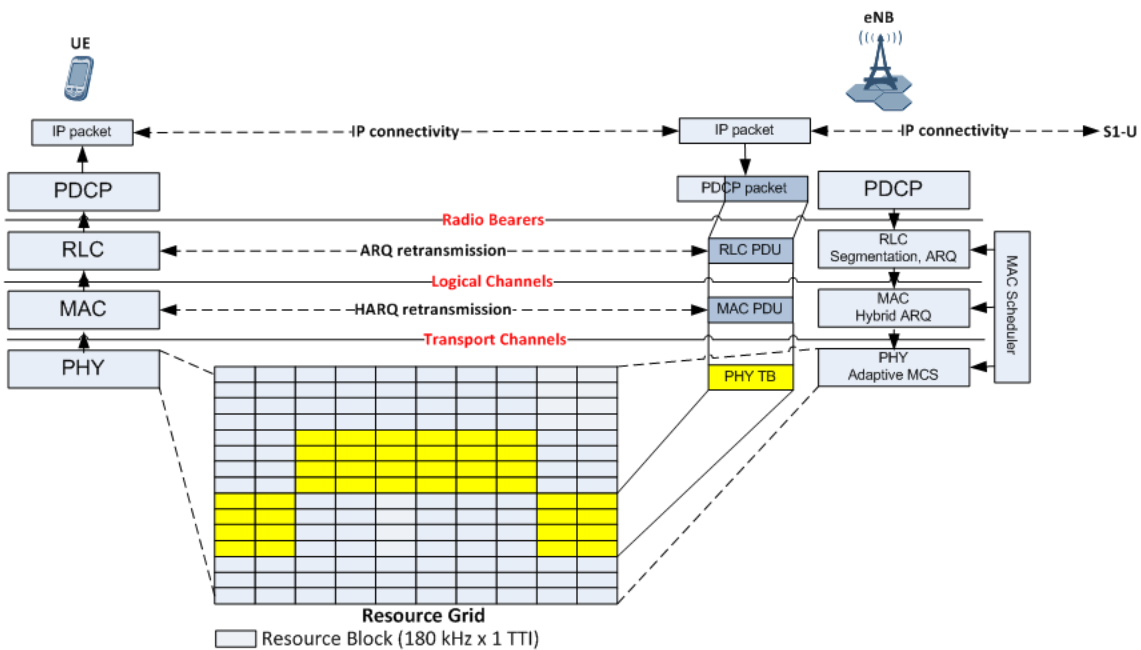 UE
eNB
IP packet
IP connectivity
IP packet
IP connectivity
S1-U
PDCP
PDCP packet
PDCP
Radio Bearers
RLC
ARQ retransmission
RLC PDU
RLC
Segmentation, ARQ
Logical Channels
MAC
HARQ retransmission
MAC PDU
MAC
Hybrid ARQ
MAC Scheduler
Transport Channels
PHY
PHY TB
PHY
Adaptive MCS
Resource Grid
Resource Block (180 kHz x 1 TTI)